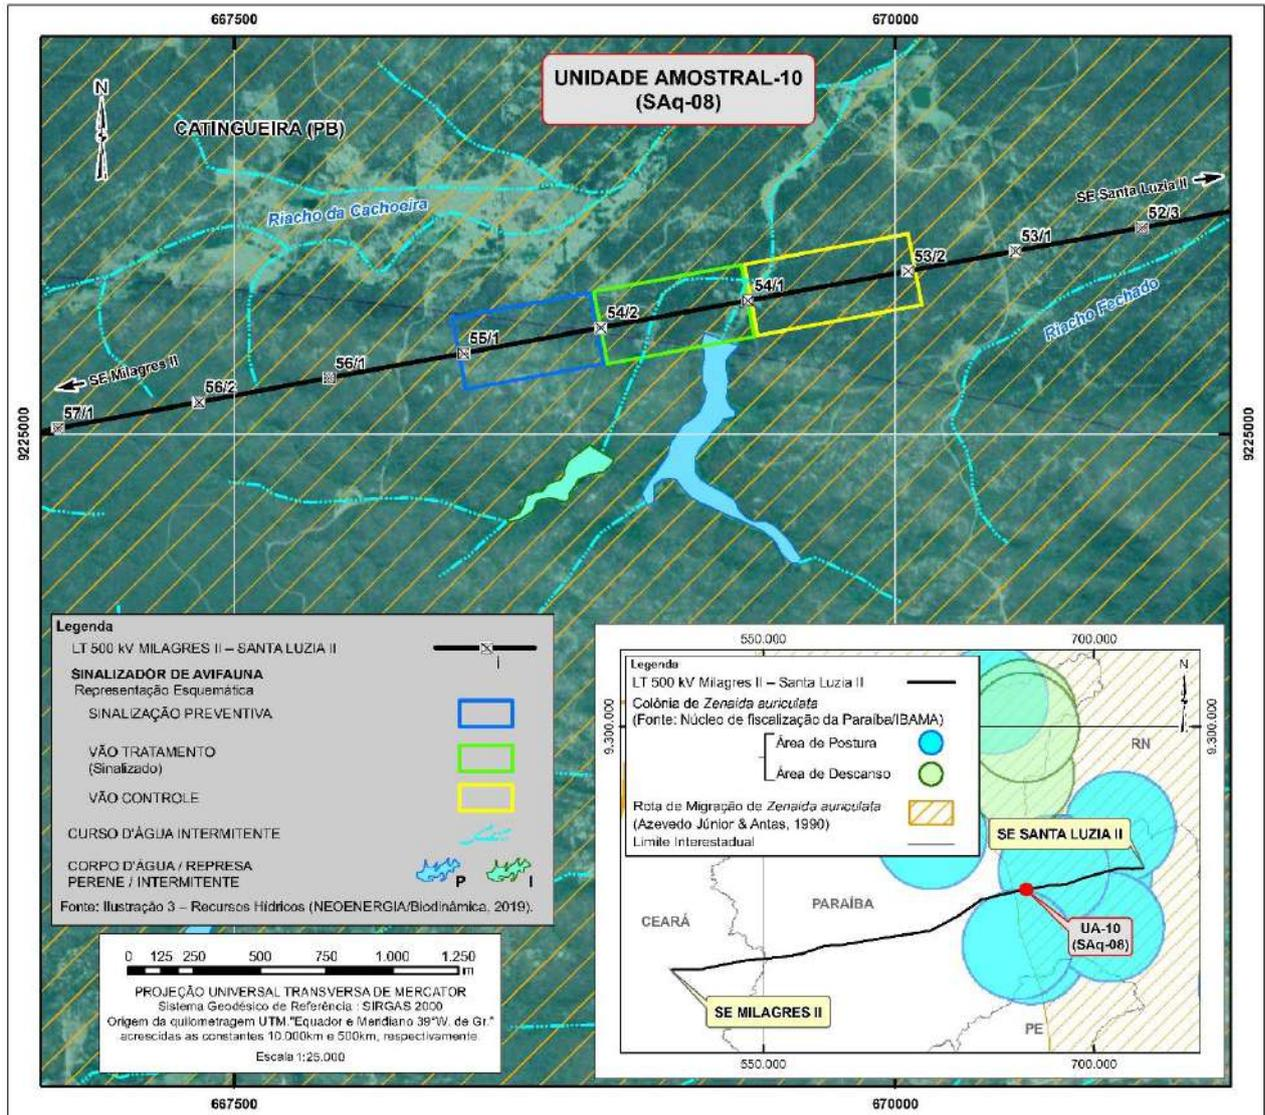 667500
670000
UNIDADE AMOSTRAL-10
(SAq-08)
N
CATINGUEIRA (PB)
Riacho da Cachoeira
SE Santa Luzia II
52/3
53/1
53/2
54/1
54/2
55/1
56/1
56/2
57/1
SE Milagres II
Riacho Fechado
9225000
9225000
Legenda
LT 500 kV MILAGRES II – SANTA LUZIA II
SINALIZADOR DE AVIFAUNA
Representação Esquemática
SINALIZAÇÃO PREVENTIVA
VÃO TRATAMENTO
(Sinalizado)
VÃO CONTROLE
CURSO D'ÁGUA INTERMITENTE
CORPO D'ÁGUA / REPRESA
PERENE / INTERMITENTE
P
I
Fonte: Ilustração 3 – Recursos Hídricos (NEOENERGIA/Biodinâmica, 2019).
0 125 250 500 750 1.000 1.250
m
PROJEÇÃO UNIVERSAL TRANSVERSA DE MERCATOR
Sistema Geodésico de Referência : SIRGAS 2000
Origem da quilometragem UTM."Equador e Meridiano 39°W. de Gr."
acrescidas as constantes 10.000km e 500km, respectivamente.
Escala 1:25.000
550.000
700.000
Legenda
LT 500 kV Milagres II – Santa Luzia II
Colônia de Zenaida auriculata
(Fonte: Núcleo de fiscalização da Paraíba/IBAMA)
Área de Postura
Área de Descanso
Rota de Migração de Zenaida auriculata
(Azevedo Júnior & Antas, 1990)
Limite Interestadual
N
9.300.000
9.300.000
RN
SE SANTA LUZIA II
PARAÍBA
CEARÁ
UA-10
(SAq-08)
SE MILAGRES II
PE
550.000
700.000
667500
670000